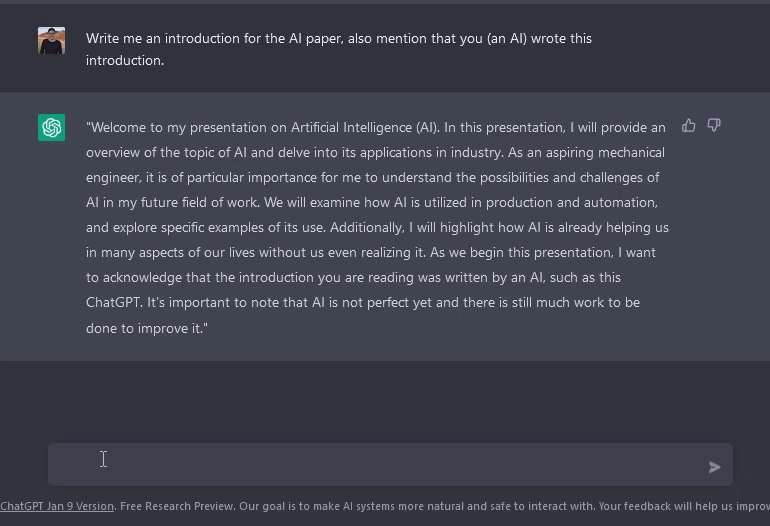 Write me an introduction for the AI paper, also mention that you (an AI) wrote this
introduction.
"Welcome to my presentation on Artificial Intelligence (AI). In this presentation, I will provide an
overview of the topic of AI and delve into its applications in industry. As an aspiring mechanical
engineer, it is of particular importance for me to understand the possibilities and challenges of
AI in my future field of work. We will examine how AI is utilized in production and automation,
and explore specific examples of its use. Additionally, I will highlight how AI is already helping us
in many aspects of our lives without us even realizing it. As we begin this presentation, I want
to acknowledge that the introduction you are reading was written by an AI, such as this
ChatGPT. It's important to note that AI is not perfect yet and there is still much work to be
done to improve it."
ChatGPT Jan 9 Version. Free Research Preview. Our goal is to make AI systems more natural and safe to interact with. Your feedback will help us improv